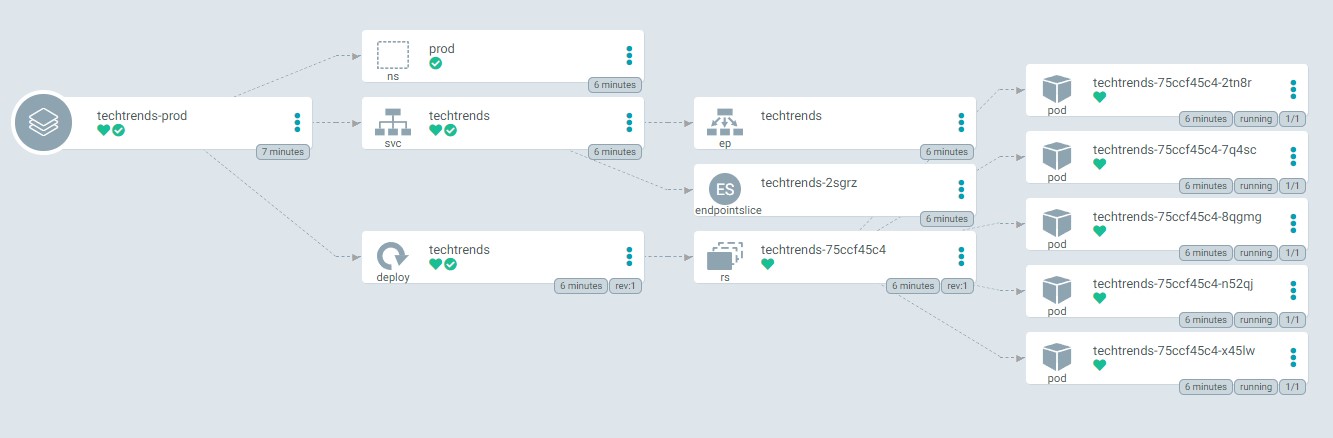 techtrends-prod
7 minutes
prod
ns
6 minutes
techtrends
svc
6 minutes
techtrends
deploy
6 minutes
rev:1
techtrends
ep
6 minutes
ES
techtrends-2sgrz
endpointslice
6 minutes
techtrends-75ccf45c4
rs
6 minutes
rev:1
techtrends-75ccf45c4-2tn8r
pod
6 minutes
running
1/1
techtrends-75ccf45c4-7q4sc
pod
6 minutes
running
1/1
techtrends-75ccf45c4-8qgmg
pod
6 minutes
running
1/1
techtrends-75ccf45c4-n52qj
pod
6 minutes
running
1/1
techtrends-75ccf45c4-x45lw
pod
6 minutes
running
1/1